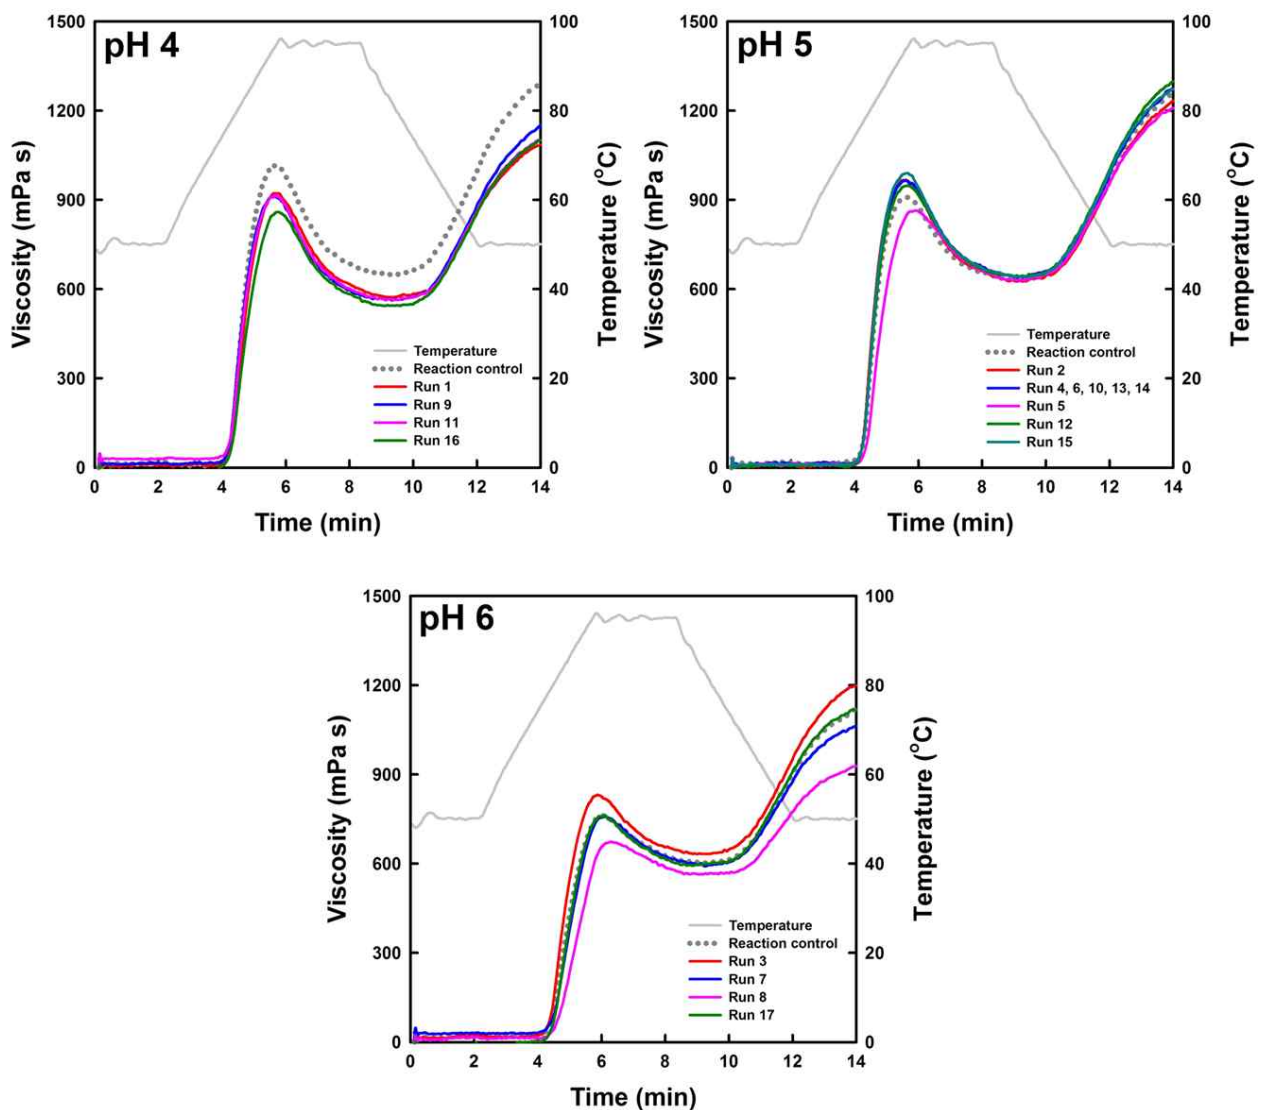 pH 4
1500
1200
900
600
300
0
Viscosity (mPa s)
100
80
60
40
20
0
Temperature (°C)
Temperature
Reaction control
Run 1
Run 9
Run 11
Run 16
0 2 4 6 8 10 12 14
Time (min)
pH 5
1500
1200
900
600
300
0
Viscosity (mPa s)
100
80
60
40
20
0
Temperature (°C)
Temperature
Reaction control
Run 2
Run 4, 6, 10, 13, 14
Run 5
Run 12
Run 15
0 2 4 6 8 10 12 14
Time (min)
pH 6
1500
1200
900
600
300
0
Viscosity (mPa s)
100
80
60
40
20
0
Temperature (°C)
Temperature
Reaction control
Run 3
Run 7
Run 8
Run 17
0 2 4 6 8 10 12 14
Time (min)